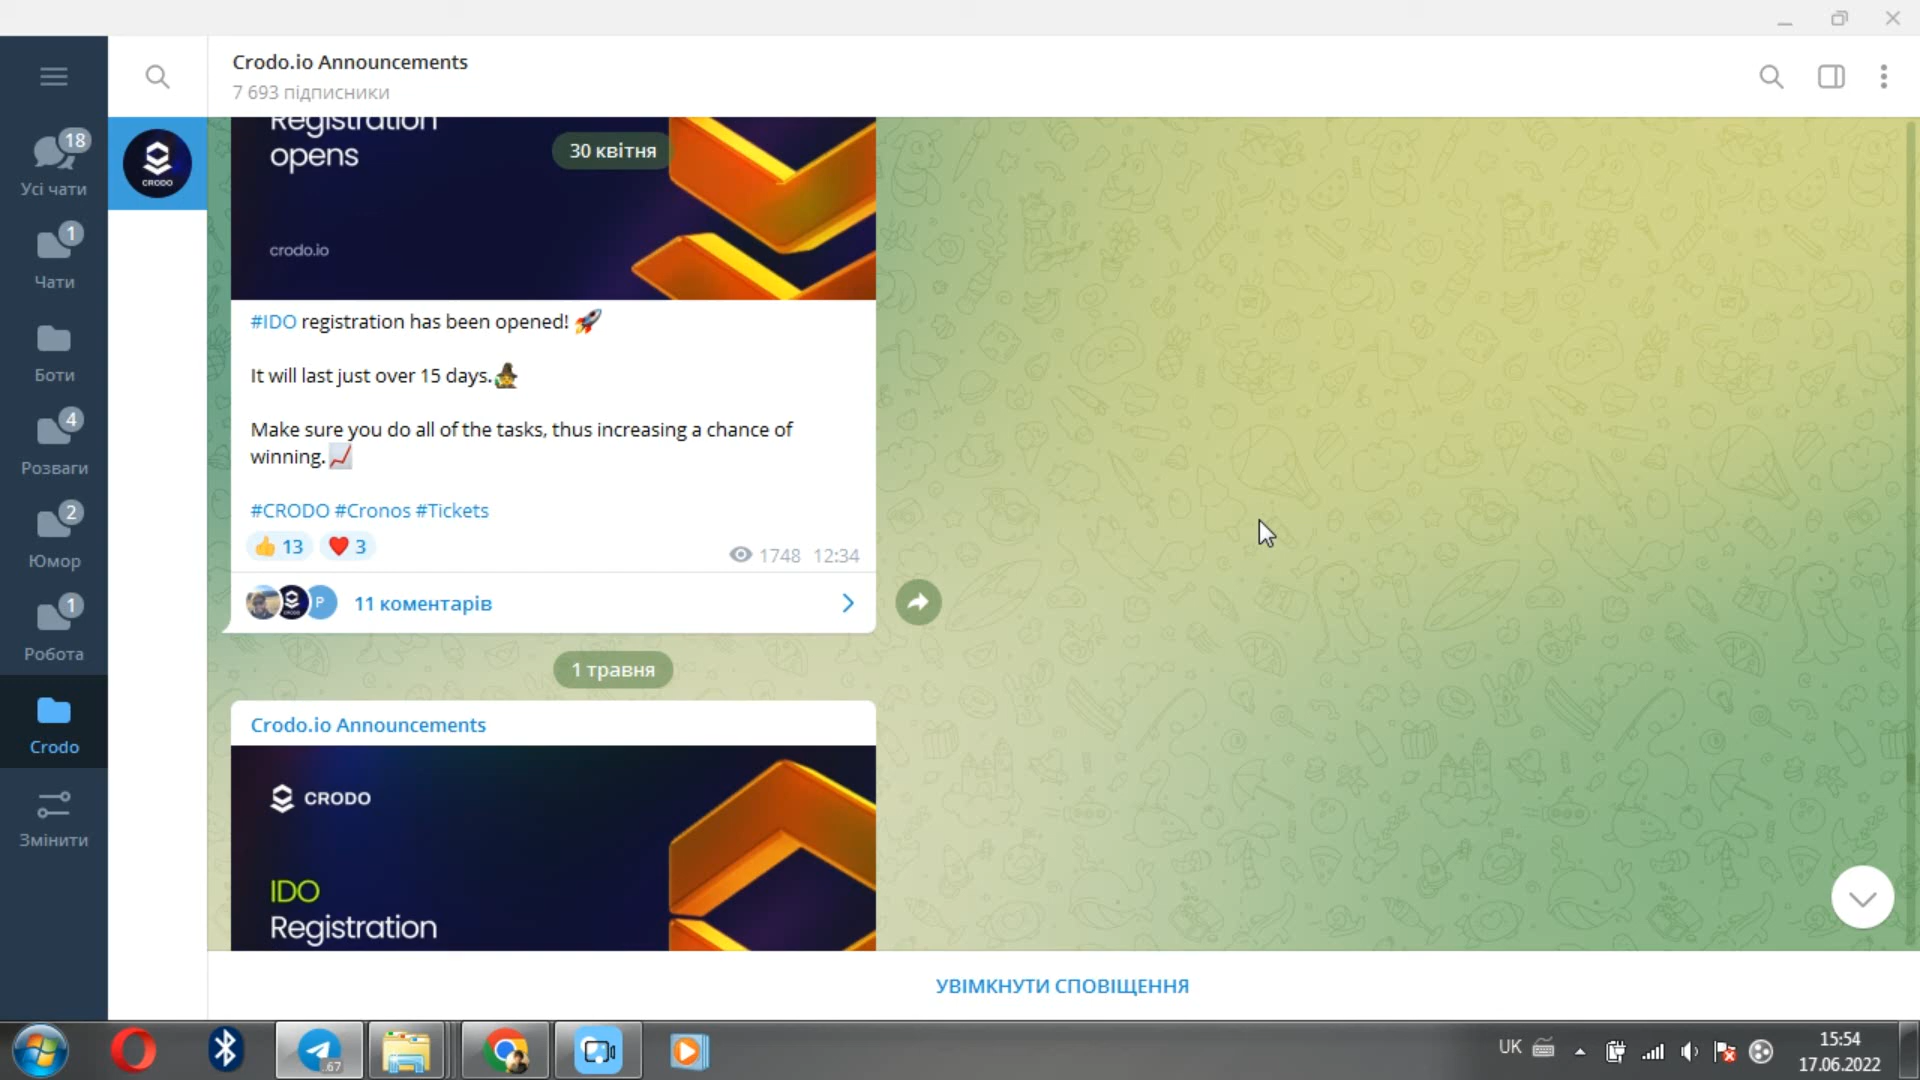 Crodo.io Announcements
7 693 підписники
18
Усі чати
1
Чати
Боти
4
Розваги
2
Юмор
1
Робота
Crodo
Змінити
CRODO
Registration
opens
30 квітня
crodo.io
#IDO registration has been opened!
It will last just over 15 days.
Make sure you do all of the tasks, thus increasing a chance of
winning.
#CRODO #Cronos #Tickets
13 3
1748 12:34
P
11 коментарів
1 травня
Crodo.io Announcements
CRODO
IDO
Registration
УВІМКНУТИ СПОВІЩЕННЯ
..67
UK
15:54
17.06.2022